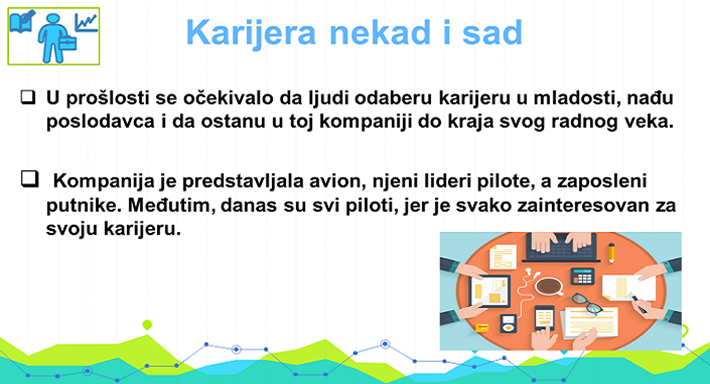 Karijera nekad i sad
U prošlosti se očekivalo da ljudi odaberu karijeru u mladosti, nađu
poslodavca i da ostanu u toj kompaniji do kraja svog radnog veka.
Kompanija je predstavljala avion, njeni lideri pilote, a zaposleni
putnike. Međutim, danas su svi piloti, jer je svako zainteresovan za
svoju karijeru.